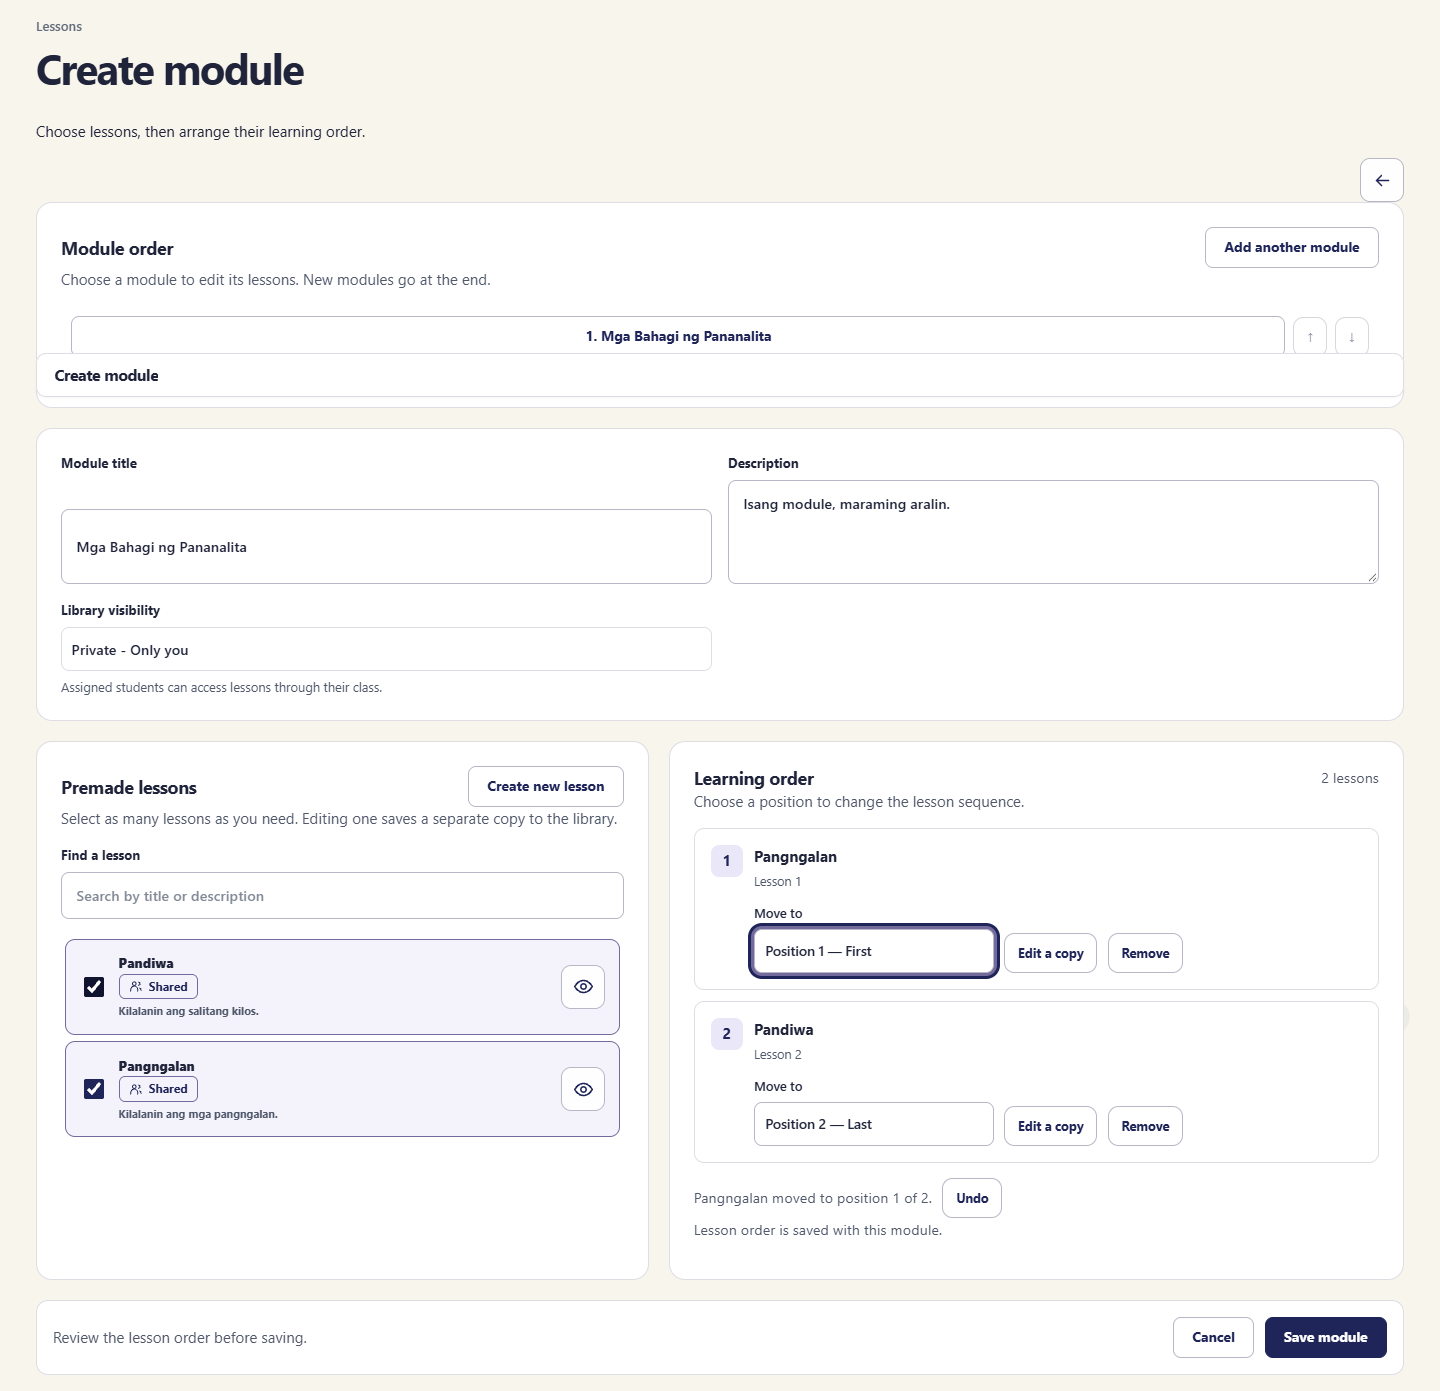 Lessons
Create module
Choose lessons, then arrange their learning order.
←
Module order
Add another module
Choose a module to edit its lessons. New modules go at the end.
1. Mga Bahagi ng Pananalita
↑
↓
Create module
Module title
Description
Mga Bahagi ng Pananalita
Isang module, maraming aralin.
Library visibility
Private - Only you
Assigned students can access lessons through their class.
Premade lessons
Create new lesson
Select as many lessons as you need. Editing one saves a separate copy to the library.
Find a lesson
Search by title or description
Pandiwa
Shared
Kilalanin ang salitang kilos.
Pangngalan
Shared
Kilalanin ang mga pangngalan.
Learning order
2 lessons
Choose a position to change the lesson sequence.
1
Pangngalan
Lesson 1
Move to
Position 1 — First
Edit a copy
Remove
2
Pandiwa
Lesson 2
Move to
Position 2 — Last
Edit a copy
Remove
Pangngalan moved to position 1 of 2.
Undo
Lesson order is saved with this module.
Review the lesson order before saving.
Cancel
Save module